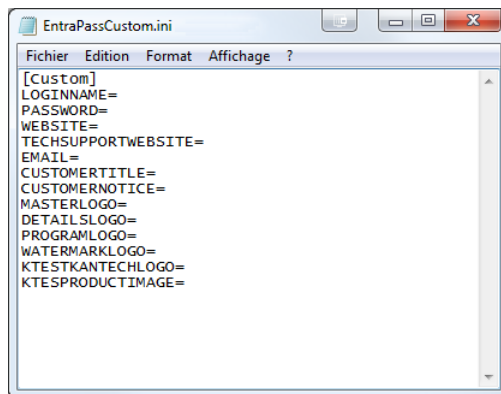 EntraPassCustom.ini
Fichier Edition Format Affichage ?
[Custom]
LOGINNAME=
PASSWORD=
WEBSITE=
TECHSUPPORTWEBSITE=
EMAIL=
CUSTOMERTITLE=
CUSTOMERNOTICE=
MASTERLOGO=
DETAILSLOGO=
PROGRAMLOGO=
WATERMARKLOGO=
KTESTKANTECHLOGO=
KTESPRODUCTIMAGE=